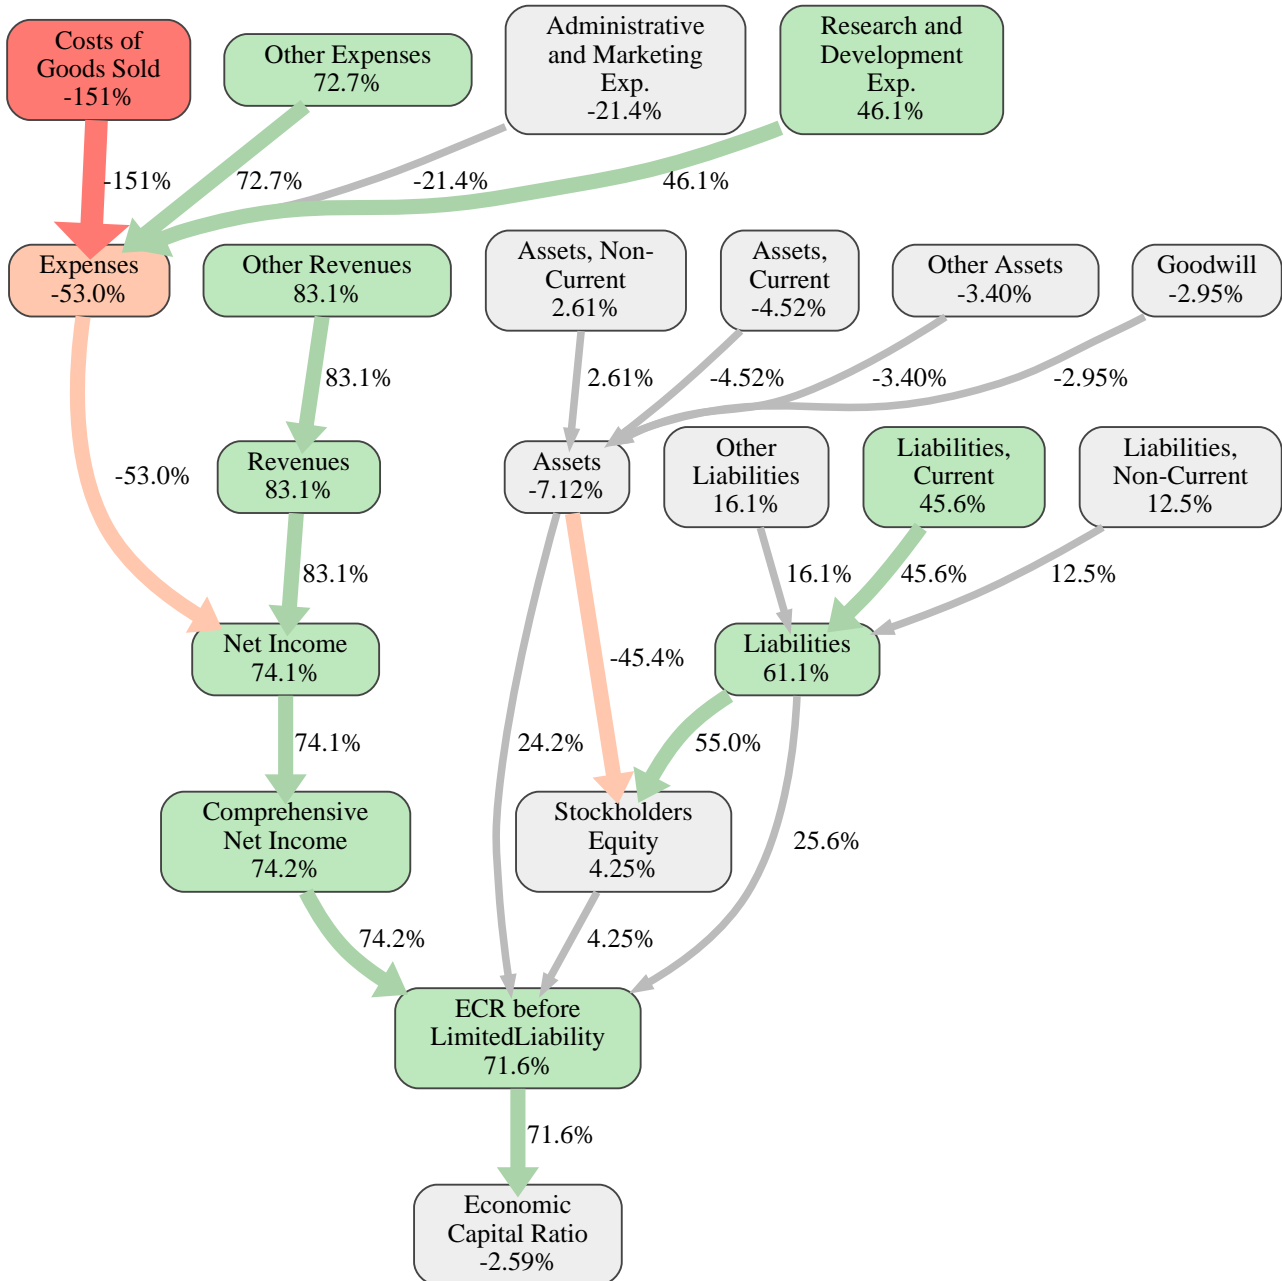 Costs of
Goods Sold
-151%
Other Expenses
72.7%
Administrative
and Marketing
Exp.
-21.4%
Research and
Development
Exp.
46.1%
-151%
72.7%
-21.4%
46.1%
Expenses
-53.0%
Other Revenues
83.1%
Assets, Non-
Current
2.61%
Assets,
Current
-4.52%
Other Assets
-3.40%
Goodwill
-2.95%
83.1%
2.61%
-4.52%
-3.40%
-2.95%
Revenues
83.1%
Assets
-7.12%
Other
Liabilities
16.1%
Liabilities,
Current
45.6%
Liabilities,
Non-Current
12.5%
-53.0%
83.1%
16.1%
45.6%
12.5%
Net Income
74.1%
-45.4%
Liabilities
61.1%
74.1%
24.2%
55.0%
Comprehensive
Net Income
74.2%
Stockholders
Equity
4.25%
25.6%
74.2%
4.25%
ECR before
LimitedLiability
71.6%
71.6%
Economic
Capital Ratio
-2.59%